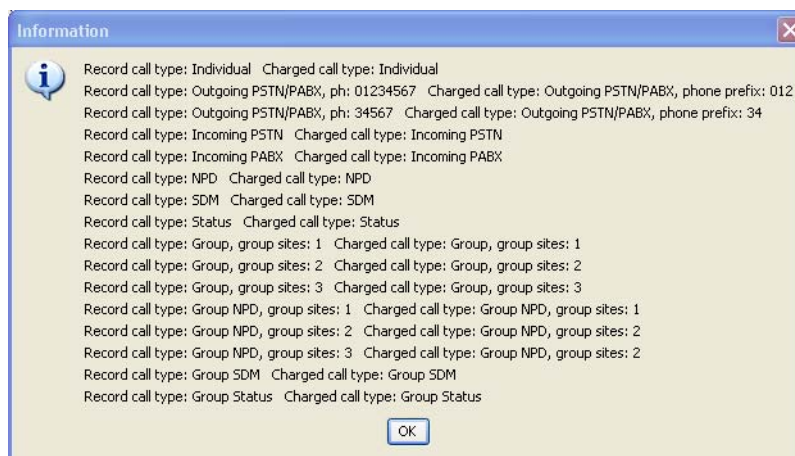 Information
Record call type: Individual   Charged call type: Individual
Record call type: Outgoing PSTN/PABX, ph: 01234567   Charged call type: Outgoing PSTN/PABX, phone prefix: 012
Record call type: Outgoing PSTN/PABX, ph: 34567   Charged call type: Outgoing PSTN/PABX, phone prefix: 34
Record call type: Incoming PSTN   Charged call type: Incoming PSTN
Record call type: Incoming PABX   Charged call type: Incoming PABX
Record call type: NPD   Charged call type: NPD
Record call type: SDM   Charged call type: SDM
Record call type: Status   Charged call type: Status
Record call type: Group, group sites: 1   Charged call type: Group, group sites: 1
Record call type: Group, group sites: 2   Charged call type: Group, group sites: 2
Record call type: Group, group sites: 3   Charged call type: Group, group sites: 3
Record call type: Group NPD, group sites: 1   Charged call type: Group NPD, group sites: 1
Record call type: Group NPD, group sites: 2   Charged call type: Group NPD, group sites: 2
Record call type: Group NPD, group sites: 3   Charged call type: Group NPD, group sites: 2
Record call type: Group SDM   Charged call type: Group SDM
Record call type: Group Status   Charged call type: Group Status
OK